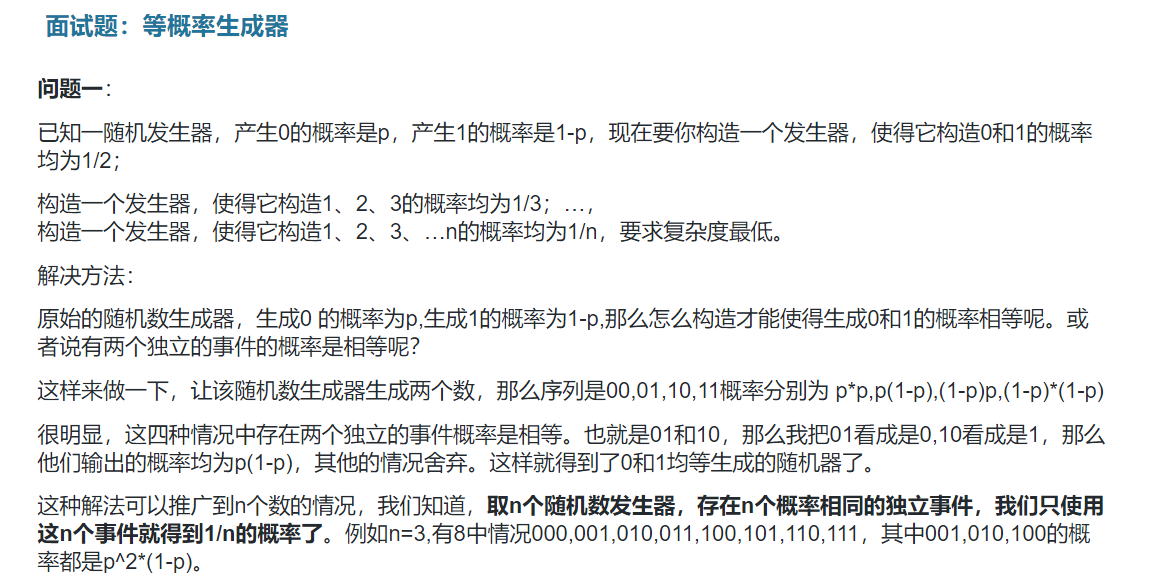 面试题：等概率生成器
问题一：
已知一随机发生器，产生0的概率是p，产生1的概率是1-p，现在要你构造一个发生器，使得它构造0和1的概率
均为1/2；
构造一个发生器，使得它构造1、2、3的概率均为1/3；…，
构造一个发生器，使得它构造1、2、3、…n的概率均为1/n，要求复杂度最低。
解决方法：
原始的随机数生成器，生成0 的概率为p,生成1的概率为1-p,那么怎么构造才能使得生成0和1的概率相等呢。或
者说有两个独立的事件的概率是相等呢？
这样来做一下，让该随机数生成器生成两个数，那么序列是00,01,10,11概率分别为 p*p,p(1-p),(1-p)p,(1-p)*(1-p)
很明显，这四种情况中存在两个独立的事件概率是相等。也就是01和10，那么我把01看成是0,10看成是1，那么
他们输出的概率均为p(1-p)，其他的情况舍弃。这样就得到了0和1均等生成的随机器了。
这种解法可以推广到n个数的情况，我们知道，取n个随机数发生器，存在n个概率相同的独立事件，我们只使用
这n个事件就得到1/n的概率了。例如n=3,有8中情况000,001,010,011,100,101,110,111，其中001,010,100的概
率都是p^2*(1-p)。